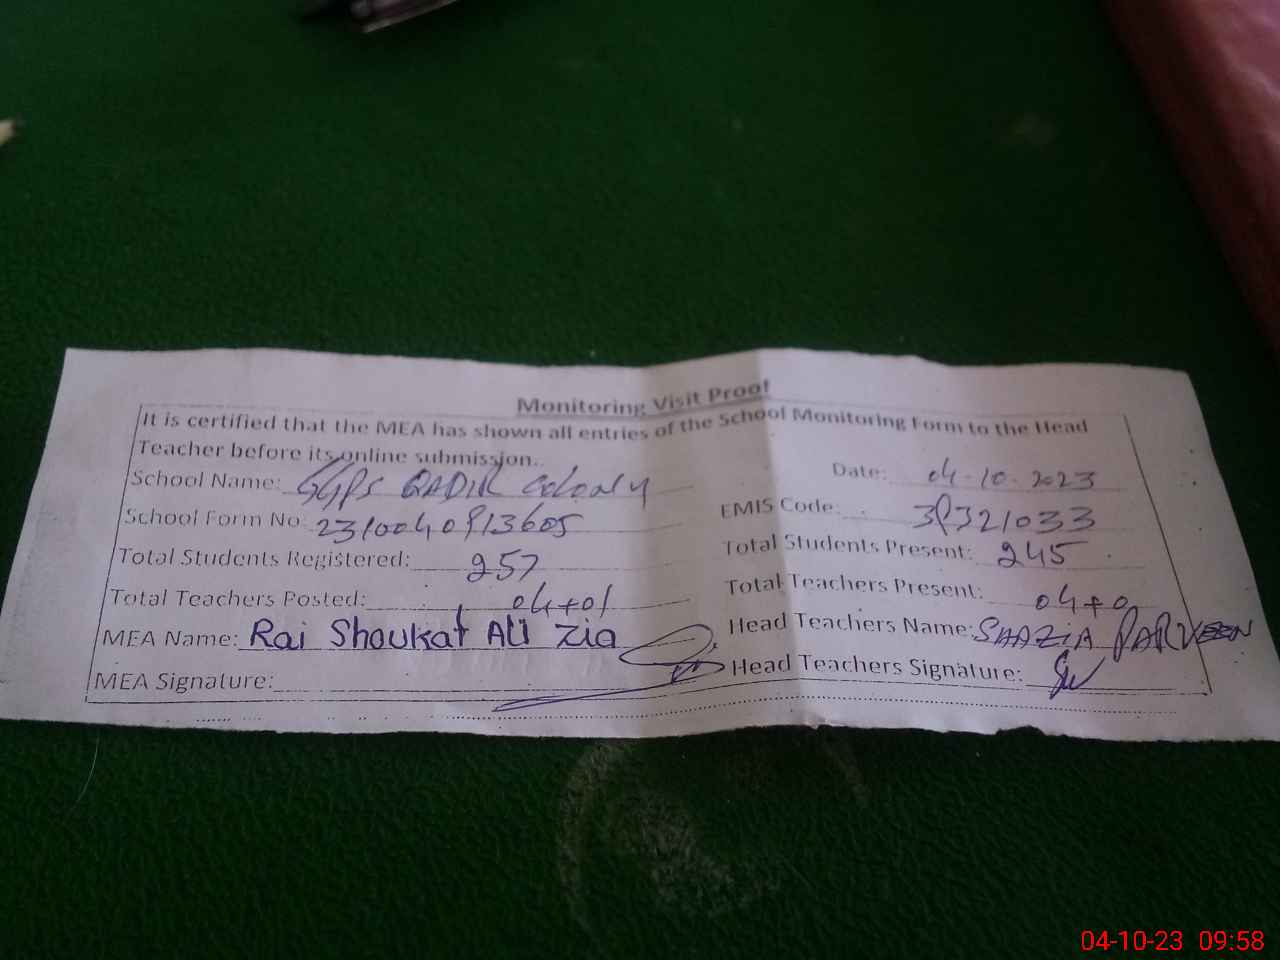 Monitoring Visit Proof
It is certified that the MEA has shown all entries of the School Monitoring Form to the Head
Teacher before its online submission.
School Name: GGPS QADIR colony Date: 04-10-2023
School Form No: 2310040913605 EMIS Code: 39321033
Total Students Registered: 257 Total Students Present: 245
Total Teachers Posted: 04+01 Total Teachers Present: 04+0
MEA Name: Rai Shoukat Ali Zia Head Teachers Name: SHAZIA PARVEEN
MEA Signature: Head Teachers Signature:
04-10-23 09:58